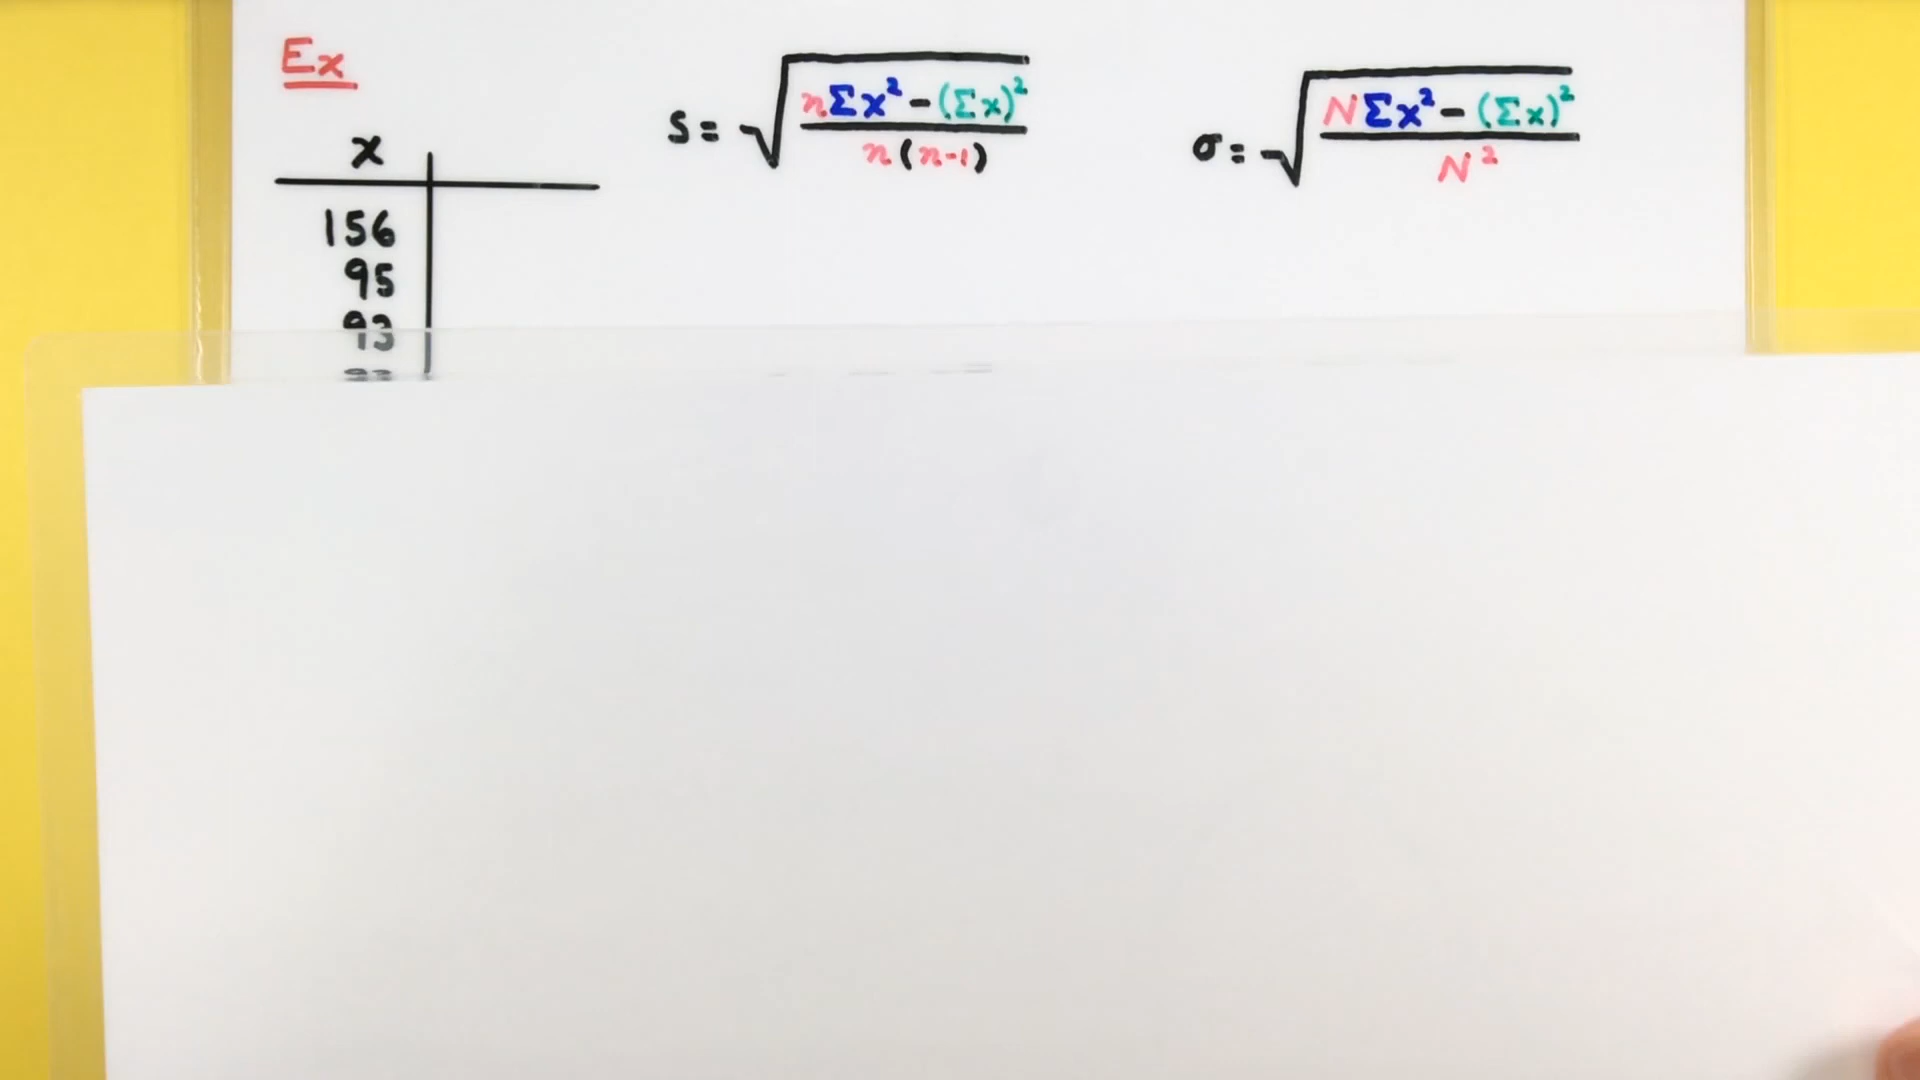 Ex
x
156
95
93
s = √(nΣx² - (Σx)² / n(n-1))
σ = √(NΣx² - (Σx)² / N²)